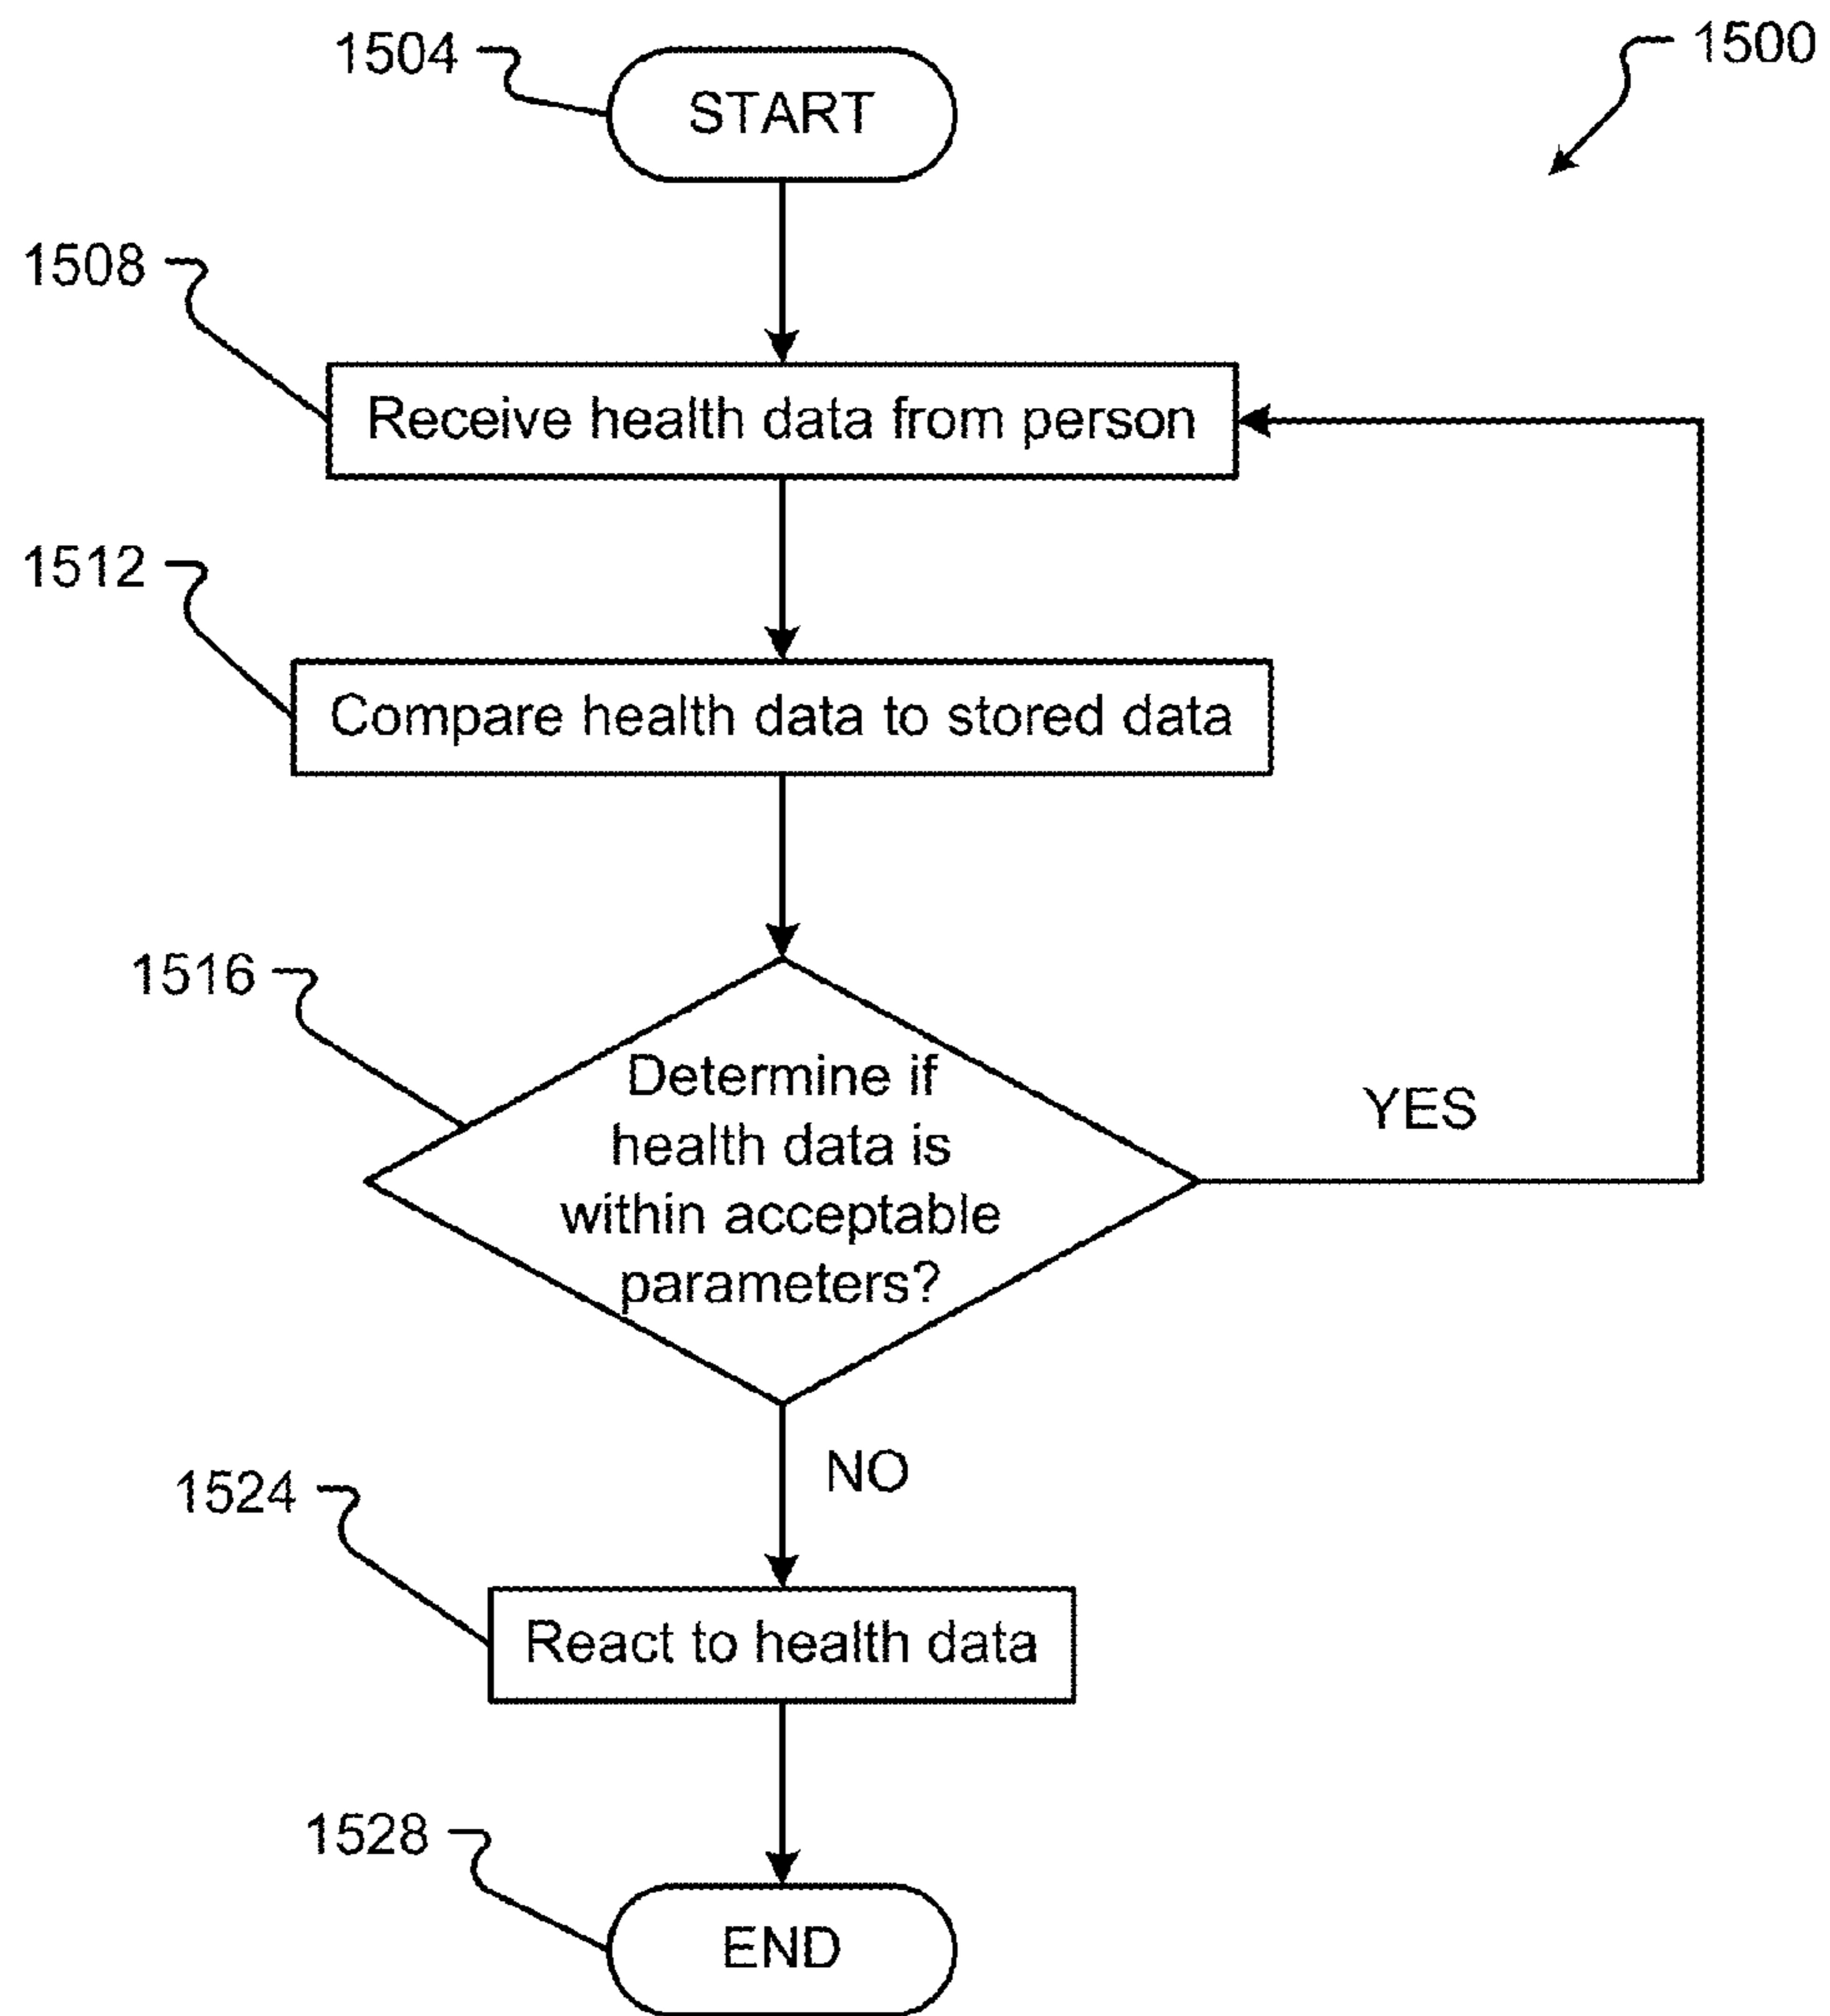 1504
START
1500
1508
Receive health data from person
1512
Compare health data to stored data
1516
Determine if
health data is
within acceptable
parameters?
YES
NO
1524
React to health data
1528
END